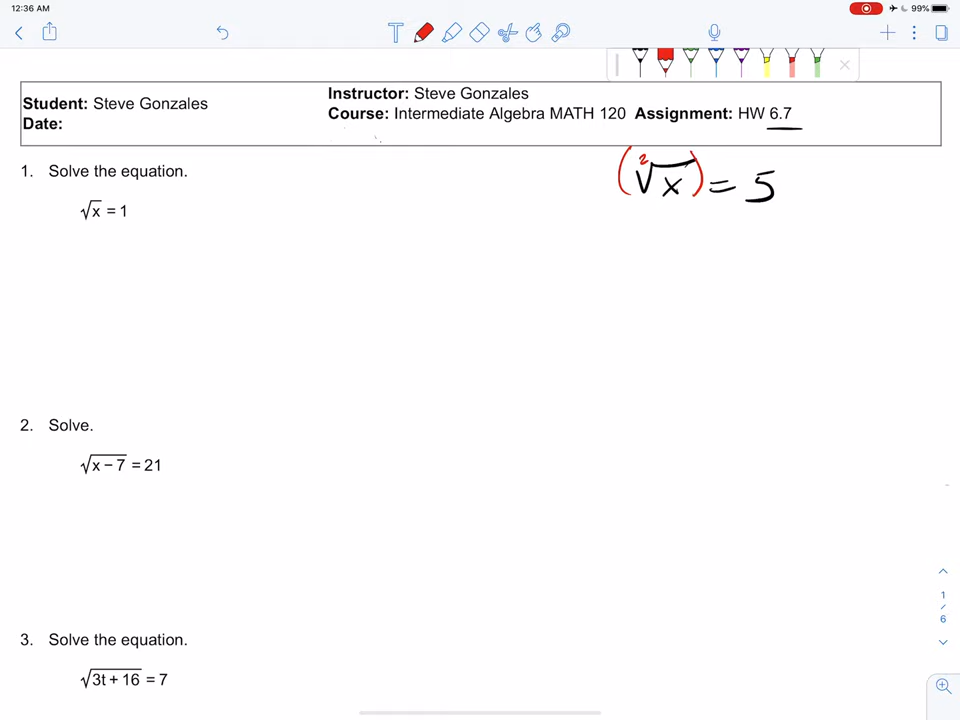 12:36 AM
99%
Student: Steve Gonzales
Date:
Instructor: Steve Gonzales
Course: Intermediate Algebra MATH 120 Assignment: HW 6.7
(²√x) = 5
1. Solve the equation.
√x = 1
2. Solve.
√x − 7 = 21
3. Solve the equation.
√3t + 16 = 7
1
/
6